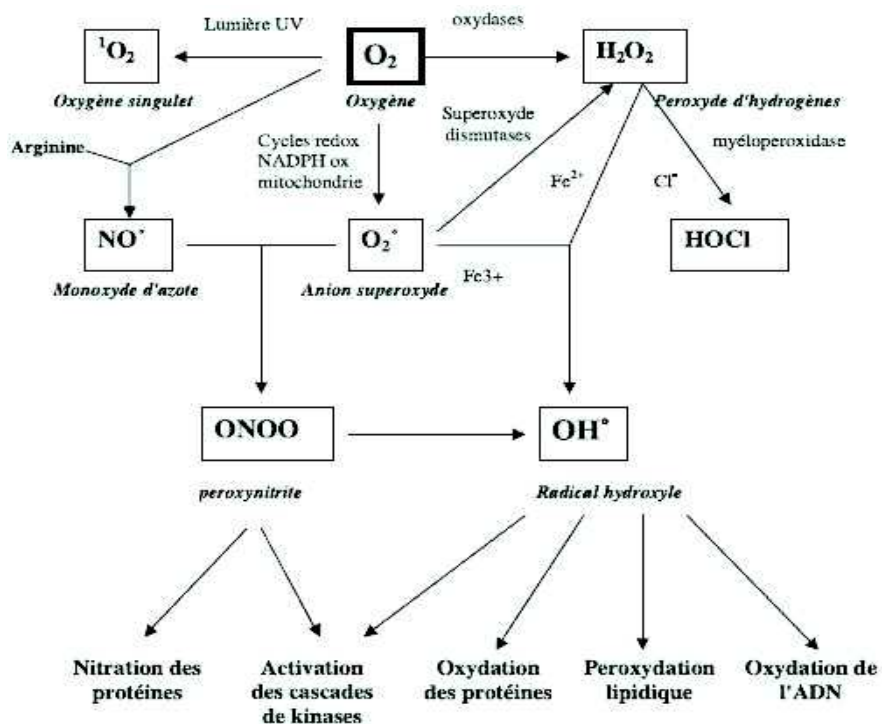 Lumière UV
oxydases
¹O₂
O₂
H₂O₂
Oxygène singulet
Oxygène
Peroxyde d'hydrogènes
Arginine
Cycles redox
NADPH ox
mitochondrie
Superoxyde
dismutases
myéloperoxidase
Fe²⁺
Cl⁻
NO°
O₂°
HOCl
Monoxyde d'azote
Anion superoxyde
Fe3+
ONOO
OH°
peroxynitrite
Radical hydroxyle
Nitration des
protéines
Activation
des cascades
de kinases
Oxydation
des protéines
Peroxydation
lipidique
Oxydation de
l'ADN